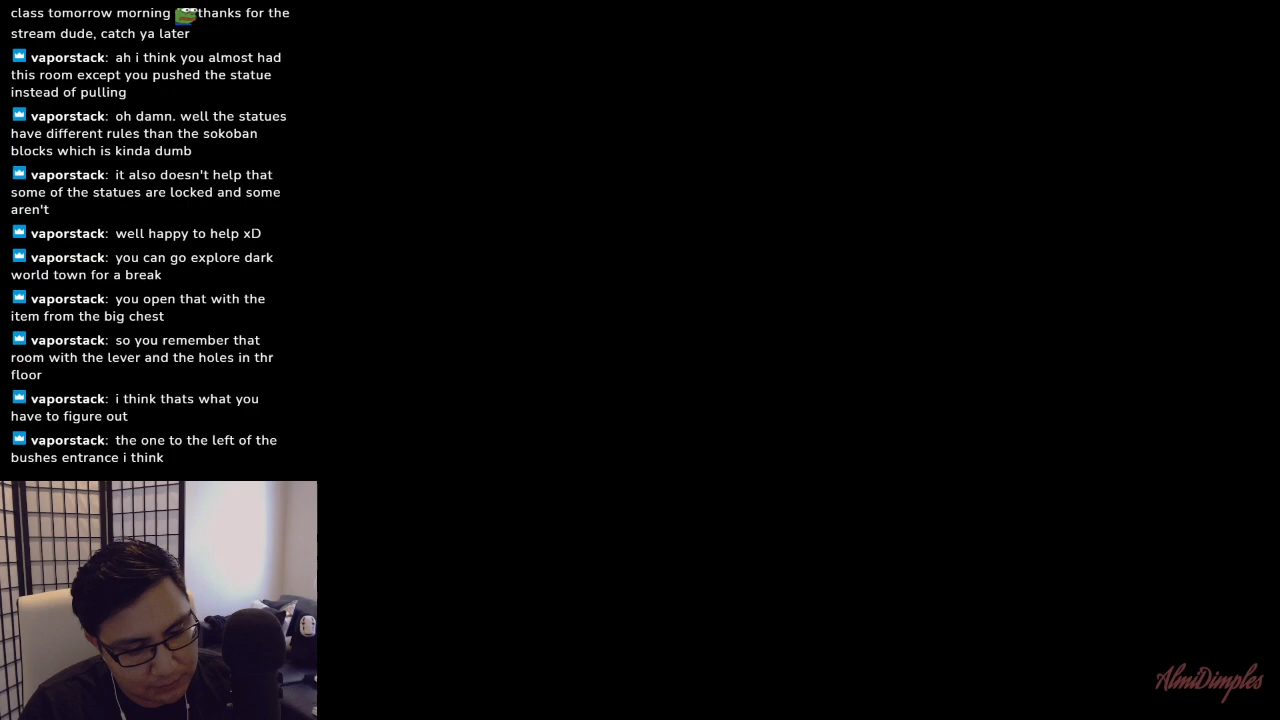 class tomorrow morning thanks for the
stream dude, catch ya later
vaporstack: ah i think you almost had
this room except you pushed the statue
instead of pulling
vaporstack: oh damn. well the statues
have different rules than the sokoban
blocks which is kinda dumb
vaporstack: it also doesn't help that
some of the statues are locked and some
aren't
vaporstack: well happy to help xD
vaporstack: you can go explore dark
world town for a break
vaporstack: you open that with the
item from the big chest
vaporstack: so you remember that
room with the lever and the holes in thr
floor
vaporstack: i think thats what you
have to figure out
vaporstack: the one to the left of the
bushes entrance i think
AlmiDimples